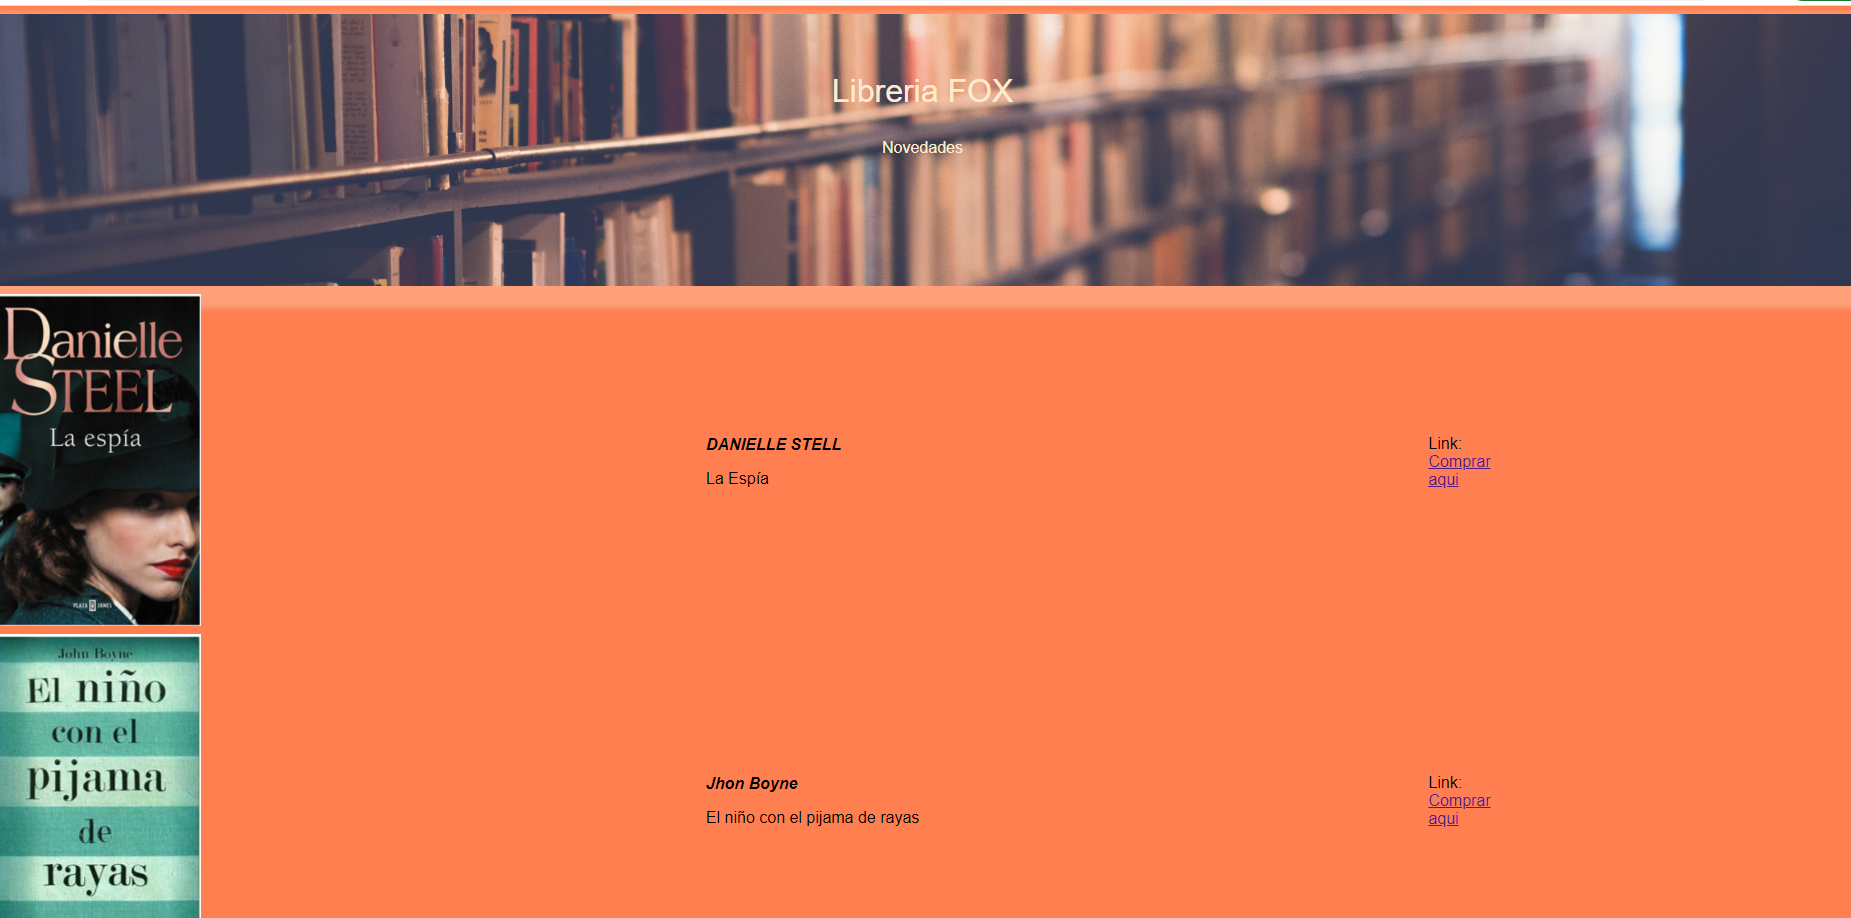 Libreria FOX
Novedades
Danielle
STEEL
La espía
PLAZA JANES
DANIELLE STELL
La Espía
Link:
Comprar
aqui
John Boyne
El niño
con el
pijama
de
rayas
Jhon Boyne
El niño con el pijama de rayas
Link:
Comprar
aqui